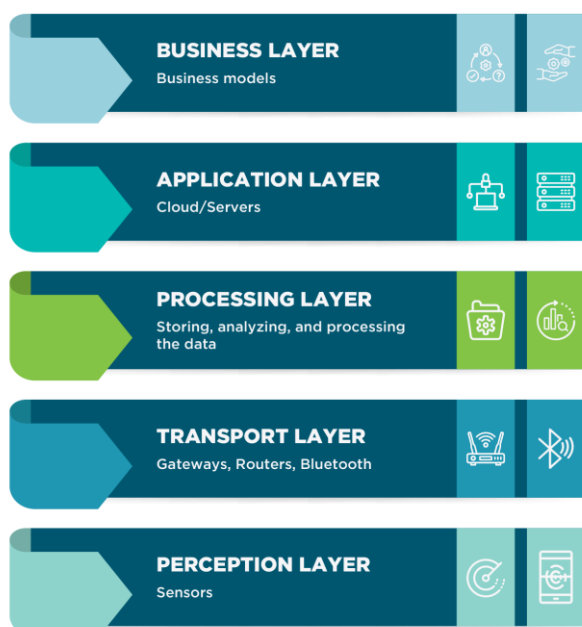 BUSINESS LAYER
Business models
APPLICATION LAYER
Cloud/Servers
PROCESSING LAYER
Storing, analyzing, and processing
the data
TRANSPORT LAYER
Gateways, Routers, Bluetooth
PERCEPTION LAYER
Sensors